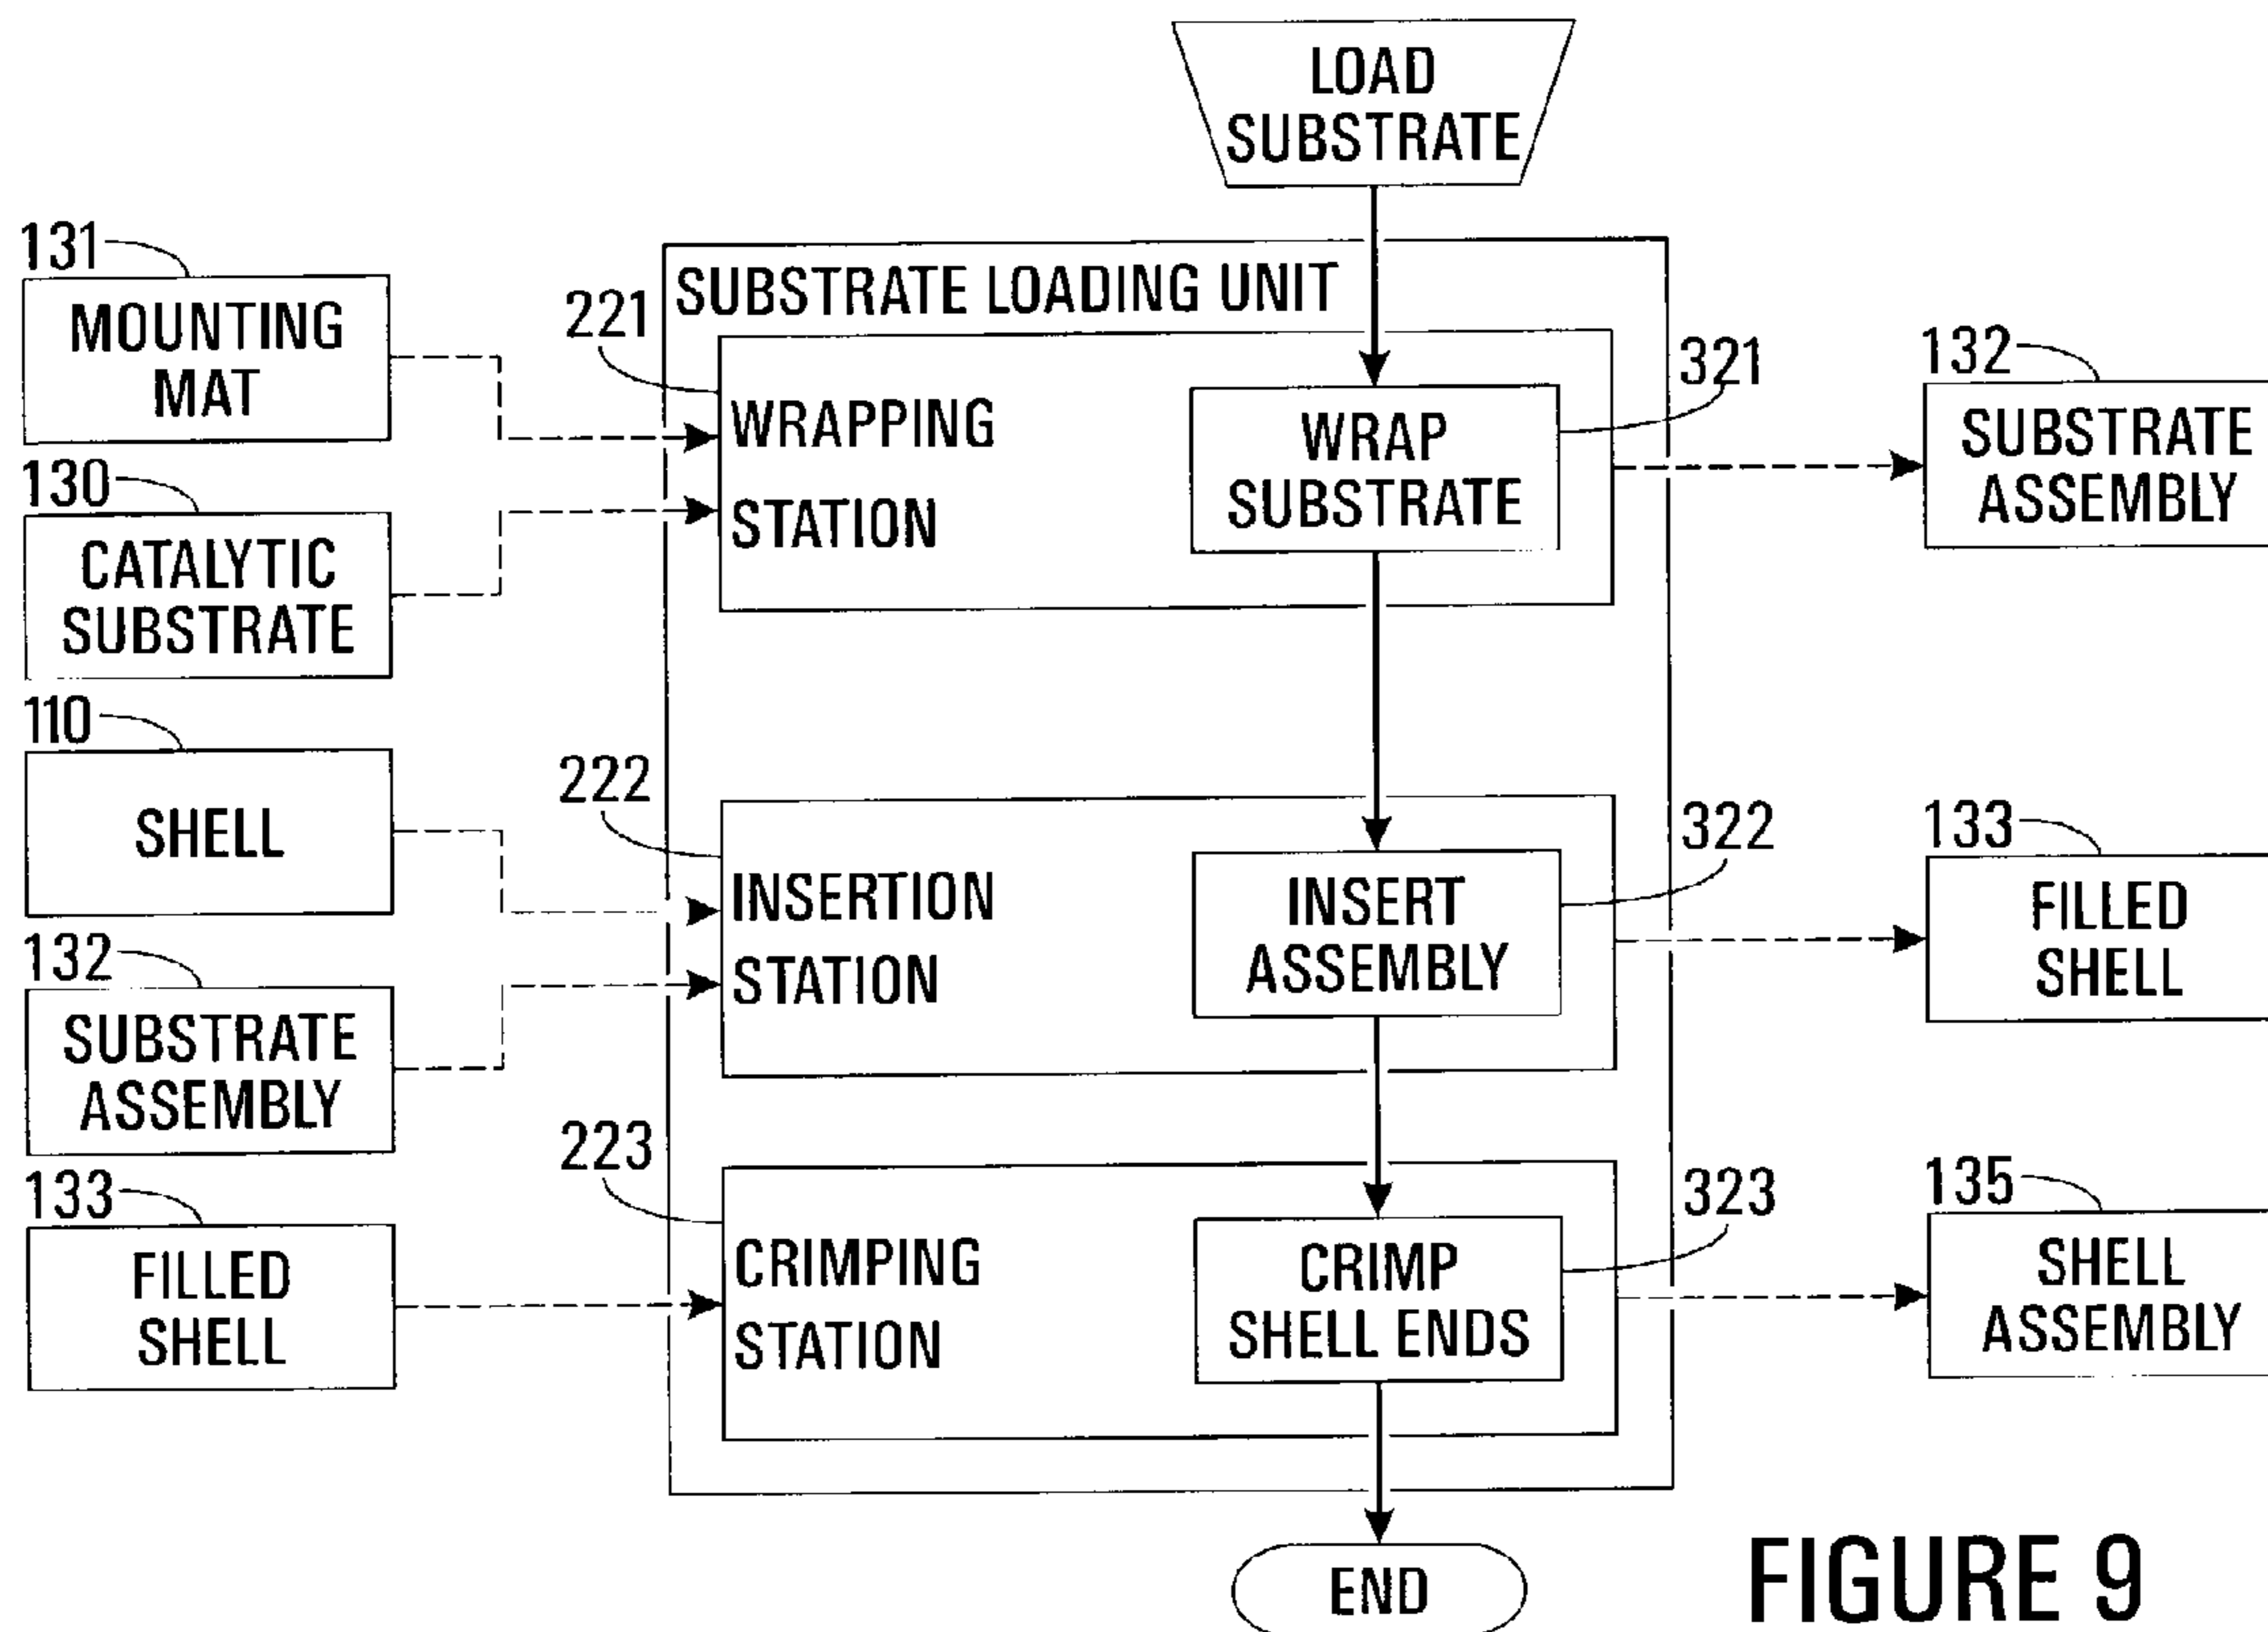 LOAD
SUBSTRATE
131
MOUNTING
MAT
130
CATALYTIC
SUBSTRATE
110
SHELL
132
SUBSTRATE
ASSEMBLY
133
FILLED
SHELL
SUBSTRATE LOADING UNIT
221
WRAPPING
STATION
WRAP
SUBSTRATE
321
222
INSERTION
STATION
INSERT
ASSEMBLY
322
223
CRIMPING
STATION
CRIMP
SHELL ENDS
323
132
SUBSTRATE
ASSEMBLY
133
FILLED
SHELL
135
SHELL
ASSEMBLY
END
FIGURE 9